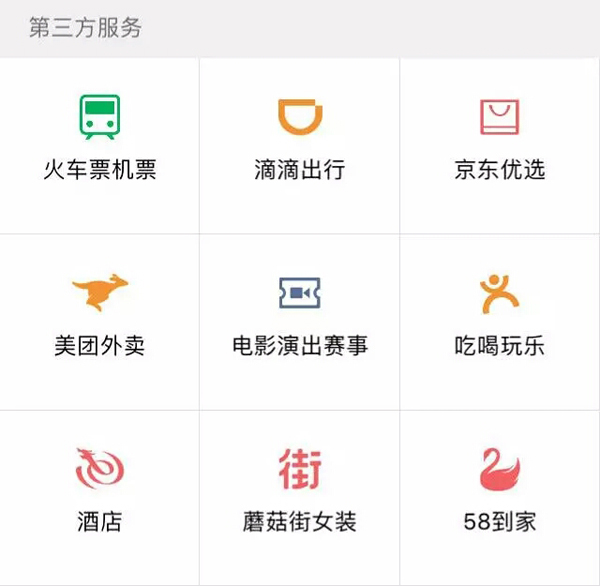 第三方服务
火车票机票
滴滴出行
京东优选
美团外卖
电影演出赛事
吃喝玩乐
街
酒店
蘑菇街女装
58到家